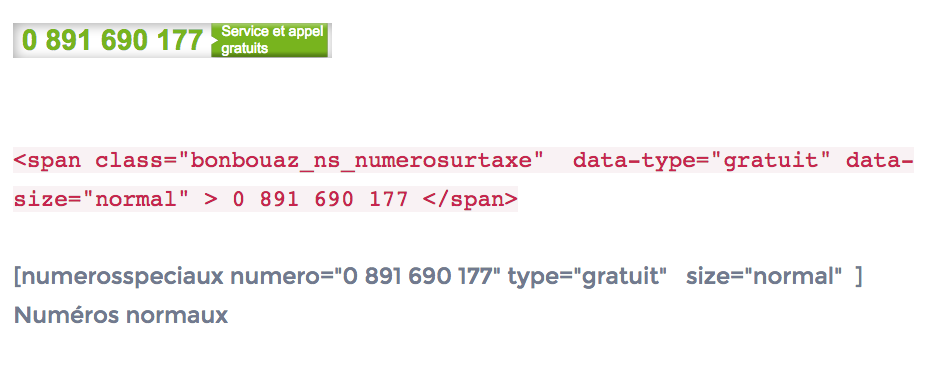 0 891 690 177 Service et appel
gratuits
<span class="bonbouaz_ns_numerosurtaxe"  data-type="gratuit" data-
size="normal" > 0 891 690 177 </span>
[numerosspeciaux numero="0 891 690 177" type="gratuit"  size="normal" ]
Numéros normaux